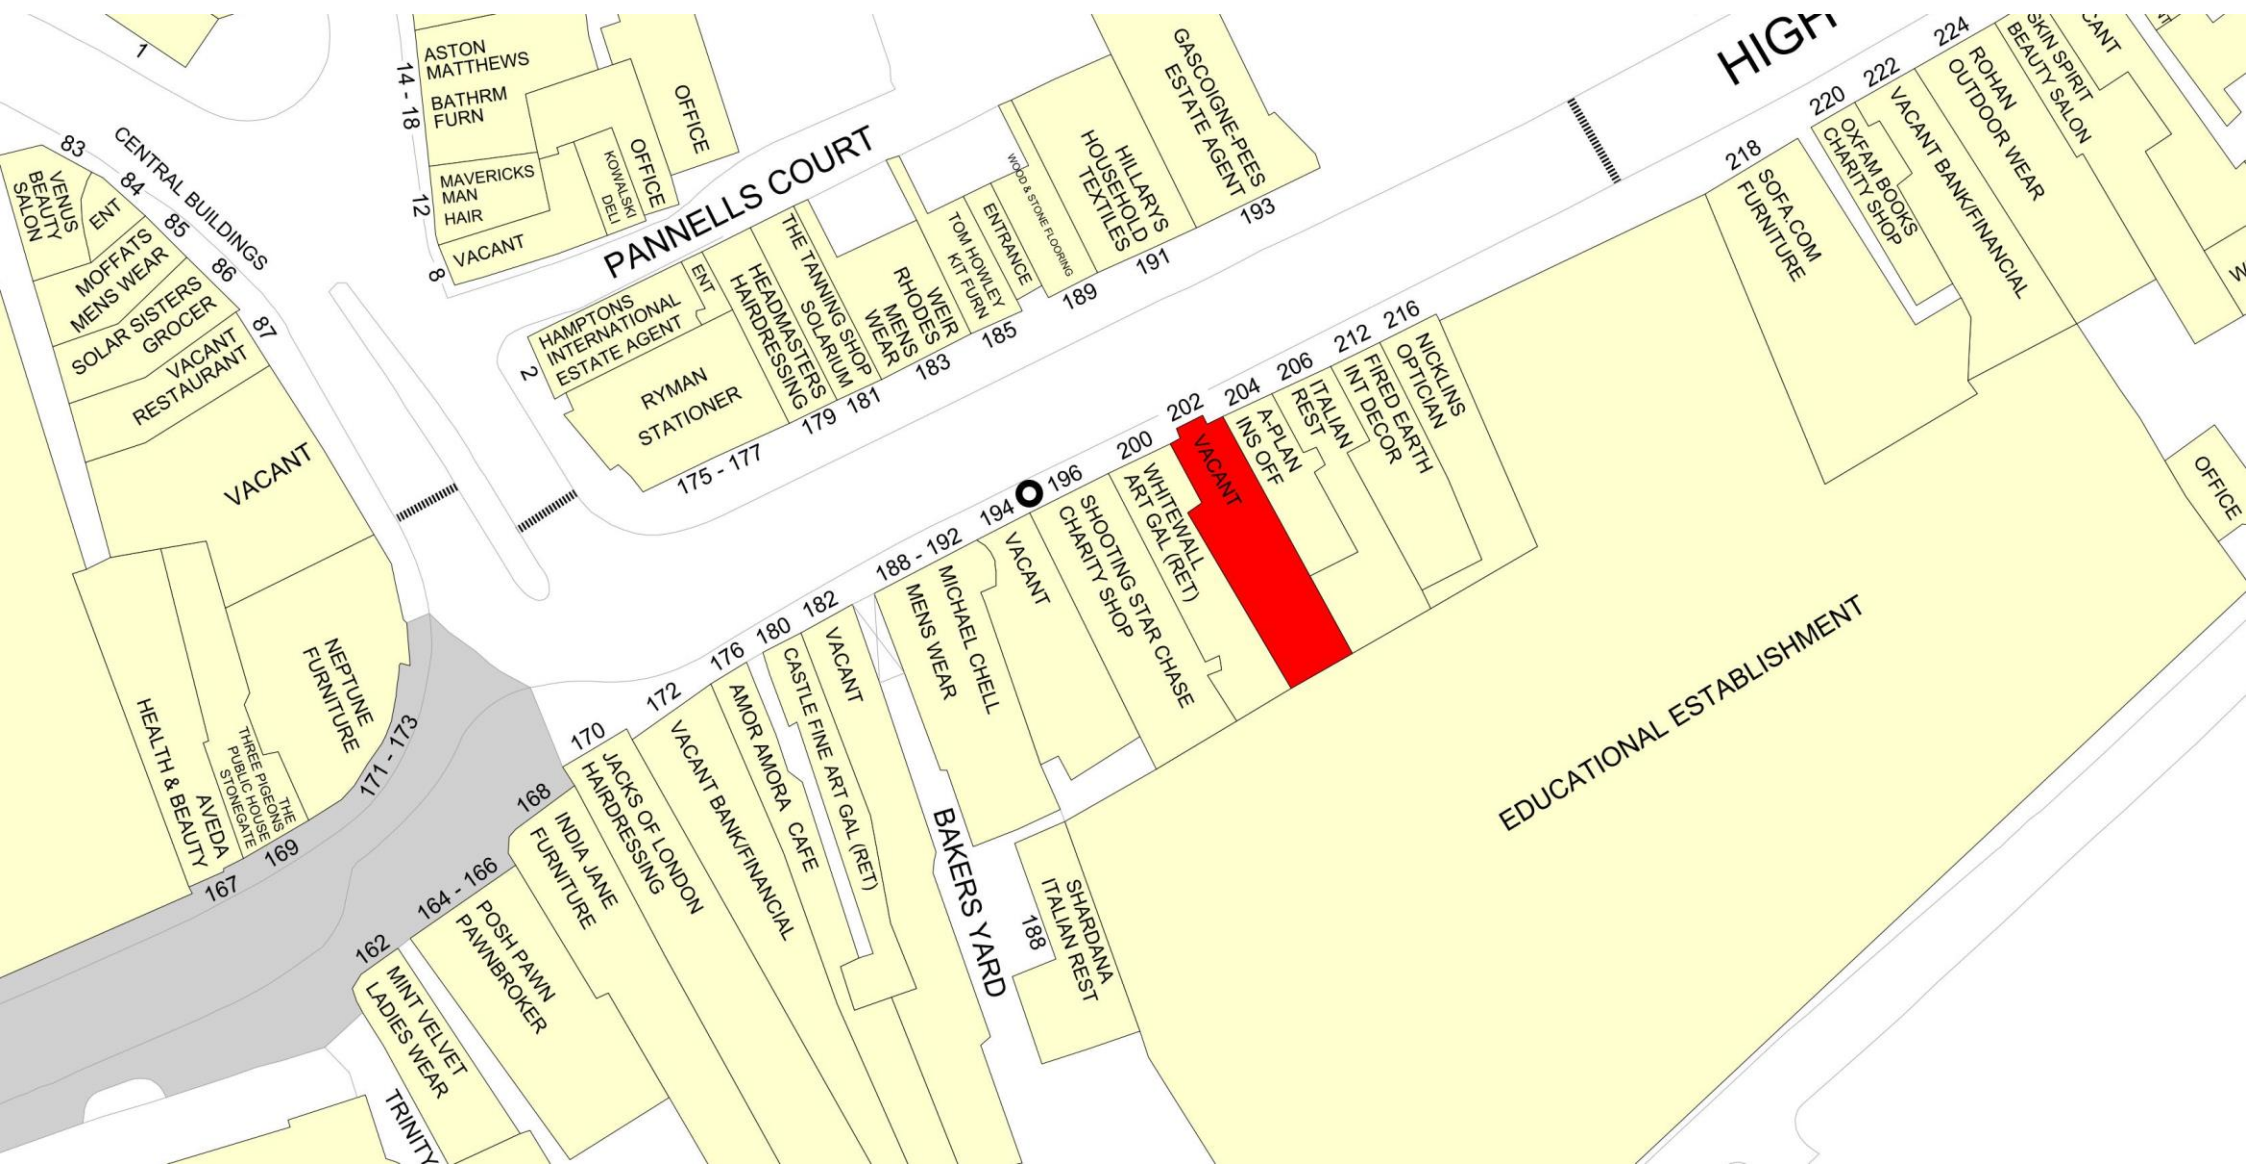 1
14 - 18
ASTON
MATTHEWS
BATHRM
FURN
OFFICE
12
MAVERICKS
MAN
HAIR
KOWALSKI
DELI
OFFICE
8
VACANT
PANNELLS COURT
CENTRAL BUILDINGS
83
VENUS
BEAUTY
SALON
84
ENT
85
MOFFATS
MENS WEAR
86
SOLAR SISTERS
GROCER
87
VACANT
RESTAURANT
VACANT
NEPTUNE
FURNITURE
171 - 173
THE
THREE PIGEONS
PUBLIC HOUSE
STONEGATE
169
AVEDA
HEALTH & BEAUTY
167
2
HAMPTONS
INTERNATIONAL
ESTATE AGENT
ENT
RYMAN
STATIONER
175 - 177
HEADMASTERS
HAIRDRESSING
179
THE TANNING SHOP
SOLARIUM
181
WEIR
RHODES
MENS
WEAR
183
TOM HOWLEY
KIT FURN
185
ENTRANCE
WOOD & STONE FLOORING
189
HILLARYS
HOUSEHOLD
TEXTILES
191
GASCOIGNE-PEES
ESTATE AGENT
193
HIGH
224
ROHAN
OUTDOOR WEAR
SKIN SPIRIT
BEAUTY SALON
222
VACANT BANK/FINANCIAL
220
OXFAM BOOKS
CHARITY SHOP
218
SOFA.COM
FURNITURE
OFFICE
216
NICKLINS
OPTICIAN
212
FIRED EARTH
INT DECOR
206
ITALIAN
REST
204
A-PLAN
INS OFF
202
VACANT
200
WHITEWALL
ART GAL (RET)
196
SHOOTING STAR CHASE
CHARITY SHOP
194
VACANT
188 - 192
MICHAEL CHELL
MENS WEAR
182
VACANT
180
CASTLE FINE ART GAL (RET)
176
AMOR AMORA CAFE
172
VACANT BANK/FINANCIAL
170
JACKS OF LONDON
HAIRDRESSING
168
INDIA JANE
FURNITURE
164 - 166
POSH PAWN
PAWNBROKER
162
MINT VELVET
LADIES WEAR
TRINITY
BAKERS YARD
188
SHARDANA
ITALIAN REST
EDUCATIONAL ESTABLISHMENT